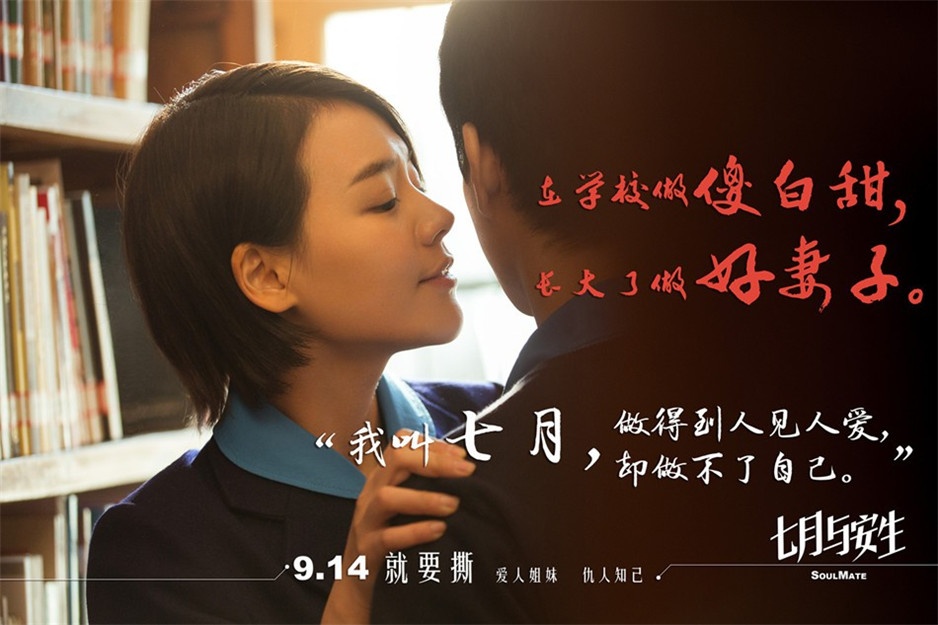 在学校做傻白甜，
长大了做好妻子。
“我叫七月，做得到人见人爱，
却做不了自己。”
七月与安生
SOULMATE
9.14 就要撕 爱人姐妹 仇人知己